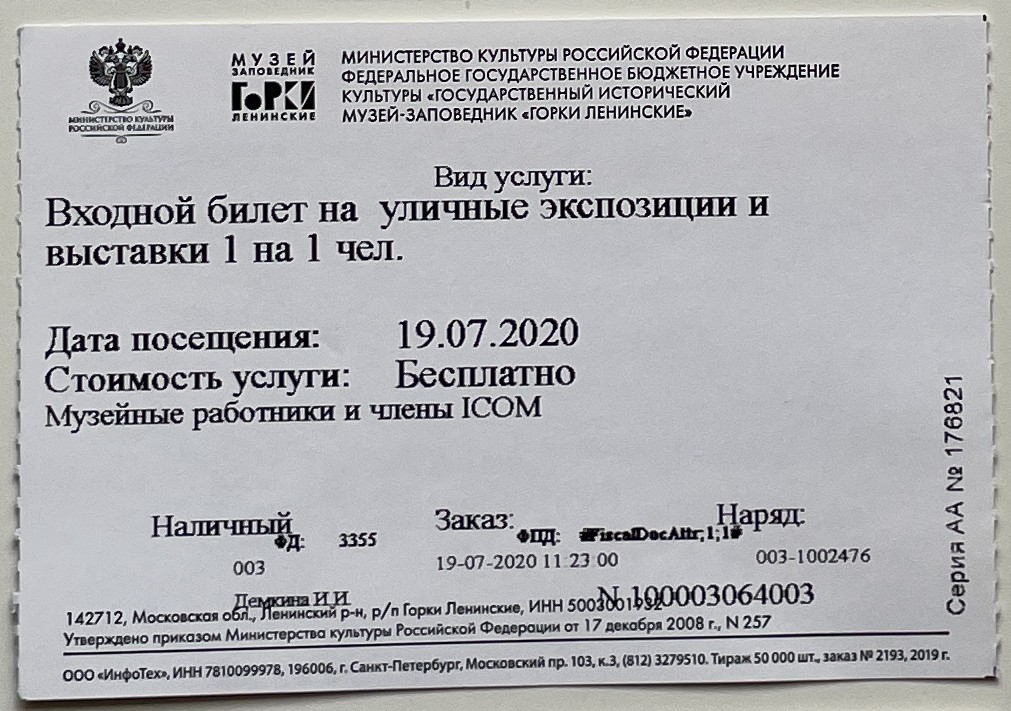 МИНИСТЕРСТВО КУЛЬТУРЫ
РОССИЙСКОЙ ФЕДЕРАЦИИ
МУЗЕЙ
ЗАПОВЕДНИК
ГОРКИ
ЛЕНИНСКИЕ
МИНИСТЕРСТВО КУЛЬТУРЫ РОССИЙСКОЙ ФЕДЕРАЦИИ
ФЕДЕРАЛЬНОЕ ГОСУДАРСТВЕННОЕ БЮДЖЕТНОЕ УЧРЕЖДЕНИЕ
КУЛЬТУРЫ «ГОСУДАРСТВЕННЫЙ ИСТОРИЧЕСКИЙ
МУЗЕЙ-ЗАПОВЕДНИК «ГОРКИ ЛЕНИНСКИЕ»
Вид услуги:
Входной билет на уличные экспозиции и
выставки 1 на 1 чел.
Дата посещения: 19.07.2020
Стоимость услуги: Бесплатно
Музейные работники и члены ICOM
Серия АА № 176821
Наличный Заказ: Наряд:
ФД: 3355 ФПД: #FiscalDocAttr;1;1#
003 19-07-2020 11:23:00 003-1002476
Демкина И.И. N 100003064003
142712, Московская обл., Ленинский р-н, р/п Горки Ленинские, ИНН 5003001932
Утверждено приказом Министерства культуры Российской Федерации от 17 декабря 2008 г., N 257
ООО «ИнфоТех», ИНН 7810099978, 196006, г. Санкт-Петербург, Московский пр. 103, к.3, (812) 3279510. Тираж 50 000 шт., заказ № 2193, 2019 г.